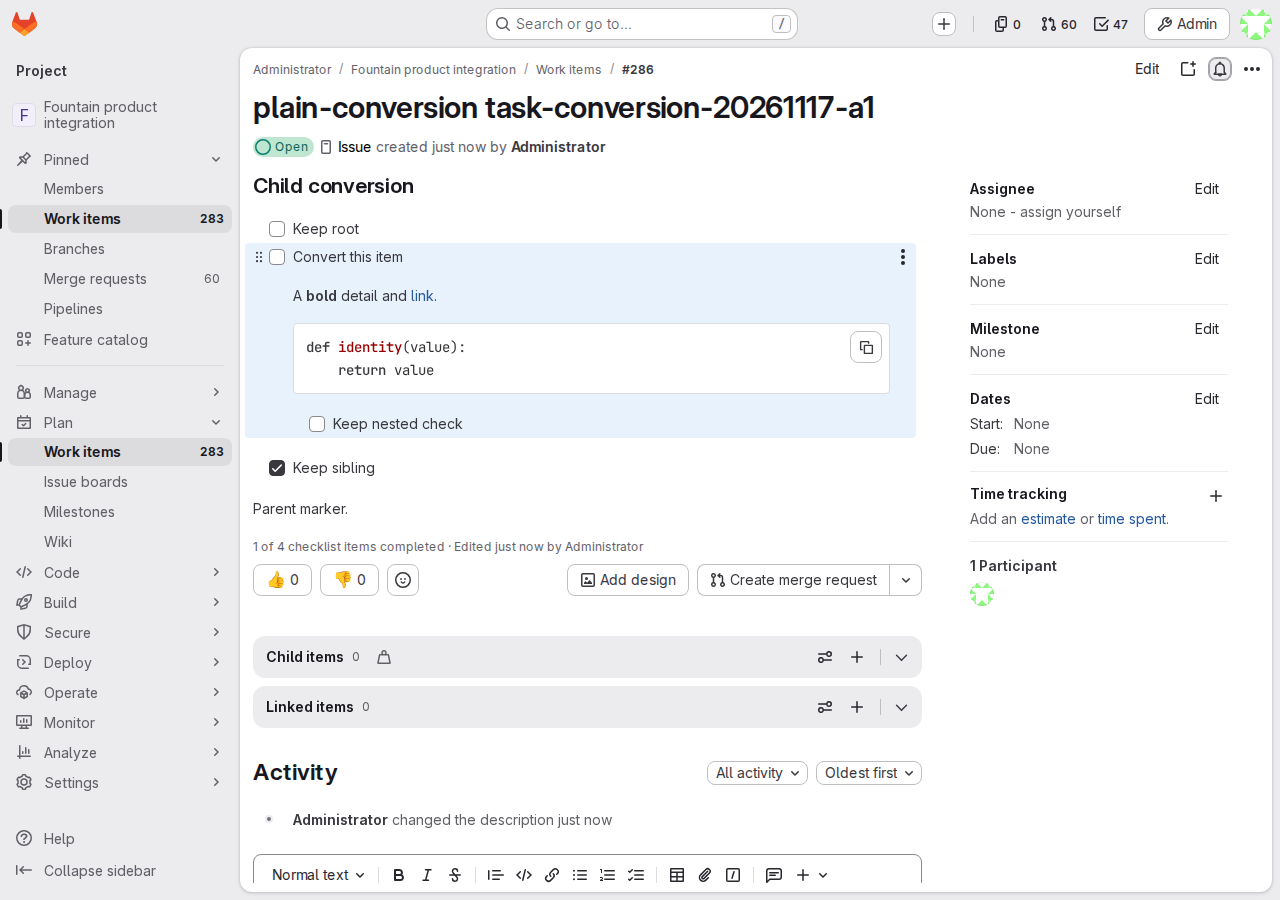 Search or go to...
/
0
60
47
Admin
Project
F
Fountain product integration
Pinned
Members
Work items 283
Branches
Merge requests 60
Pipelines
Feature catalog
Manage
Plan
Work items 283
Issue boards
Milestones
Wiki
Code
Build
Secure
Deploy
Operate
Monitor
Analyze
Settings
Help
Collapse sidebar
Administrator / Fountain product integration / Work items / #286
Edit
plain-conversion task-conversion-20261117-a1
Open Issue created just now by Administrator
Child conversion
Keep root
Convert this item
A bold detail and link.
def identity(value):
return value
Keep nested check
Keep sibling
Parent marker.
1 of 4 checklist items completed · Edited just now by Administrator
👍 0
👎 0
Add design
Create merge request
Child items 0
Linked items 0
Activity
All activity
Oldest first
Administrator changed the description just now
Normal text
Assignee Edit
None - assign yourself
Labels Edit
None
Milestone Edit
None
Dates Edit
Start: None
Due: None
Time tracking
Add an estimate or time spent.
1 Participant